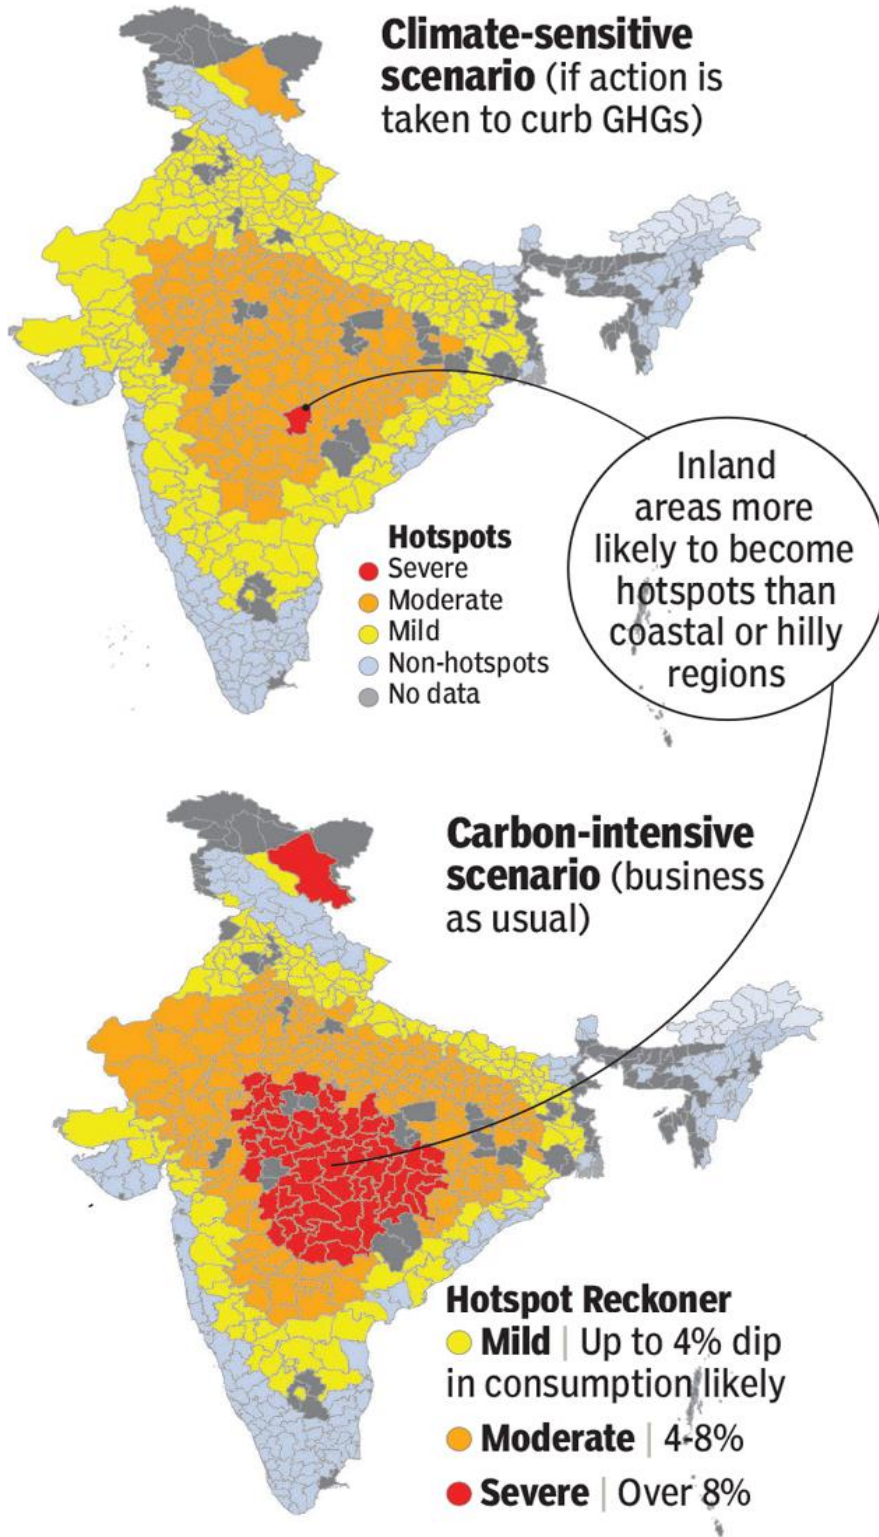 Climate-sensitive
scenario (if action is
taken to curb GHGs)
Inland
areas more
likely to become
hotspots than
coastal or hilly
regions
Hotspots
Severe
Moderate
Mild
Non-hotspots
No data
Carbon-intensive
scenario (business
as usual)
Hotspot Reckoner
Mild | Up to 4% dip
in consumption likely
Moderate | 4-8%
Severe | Over 8%